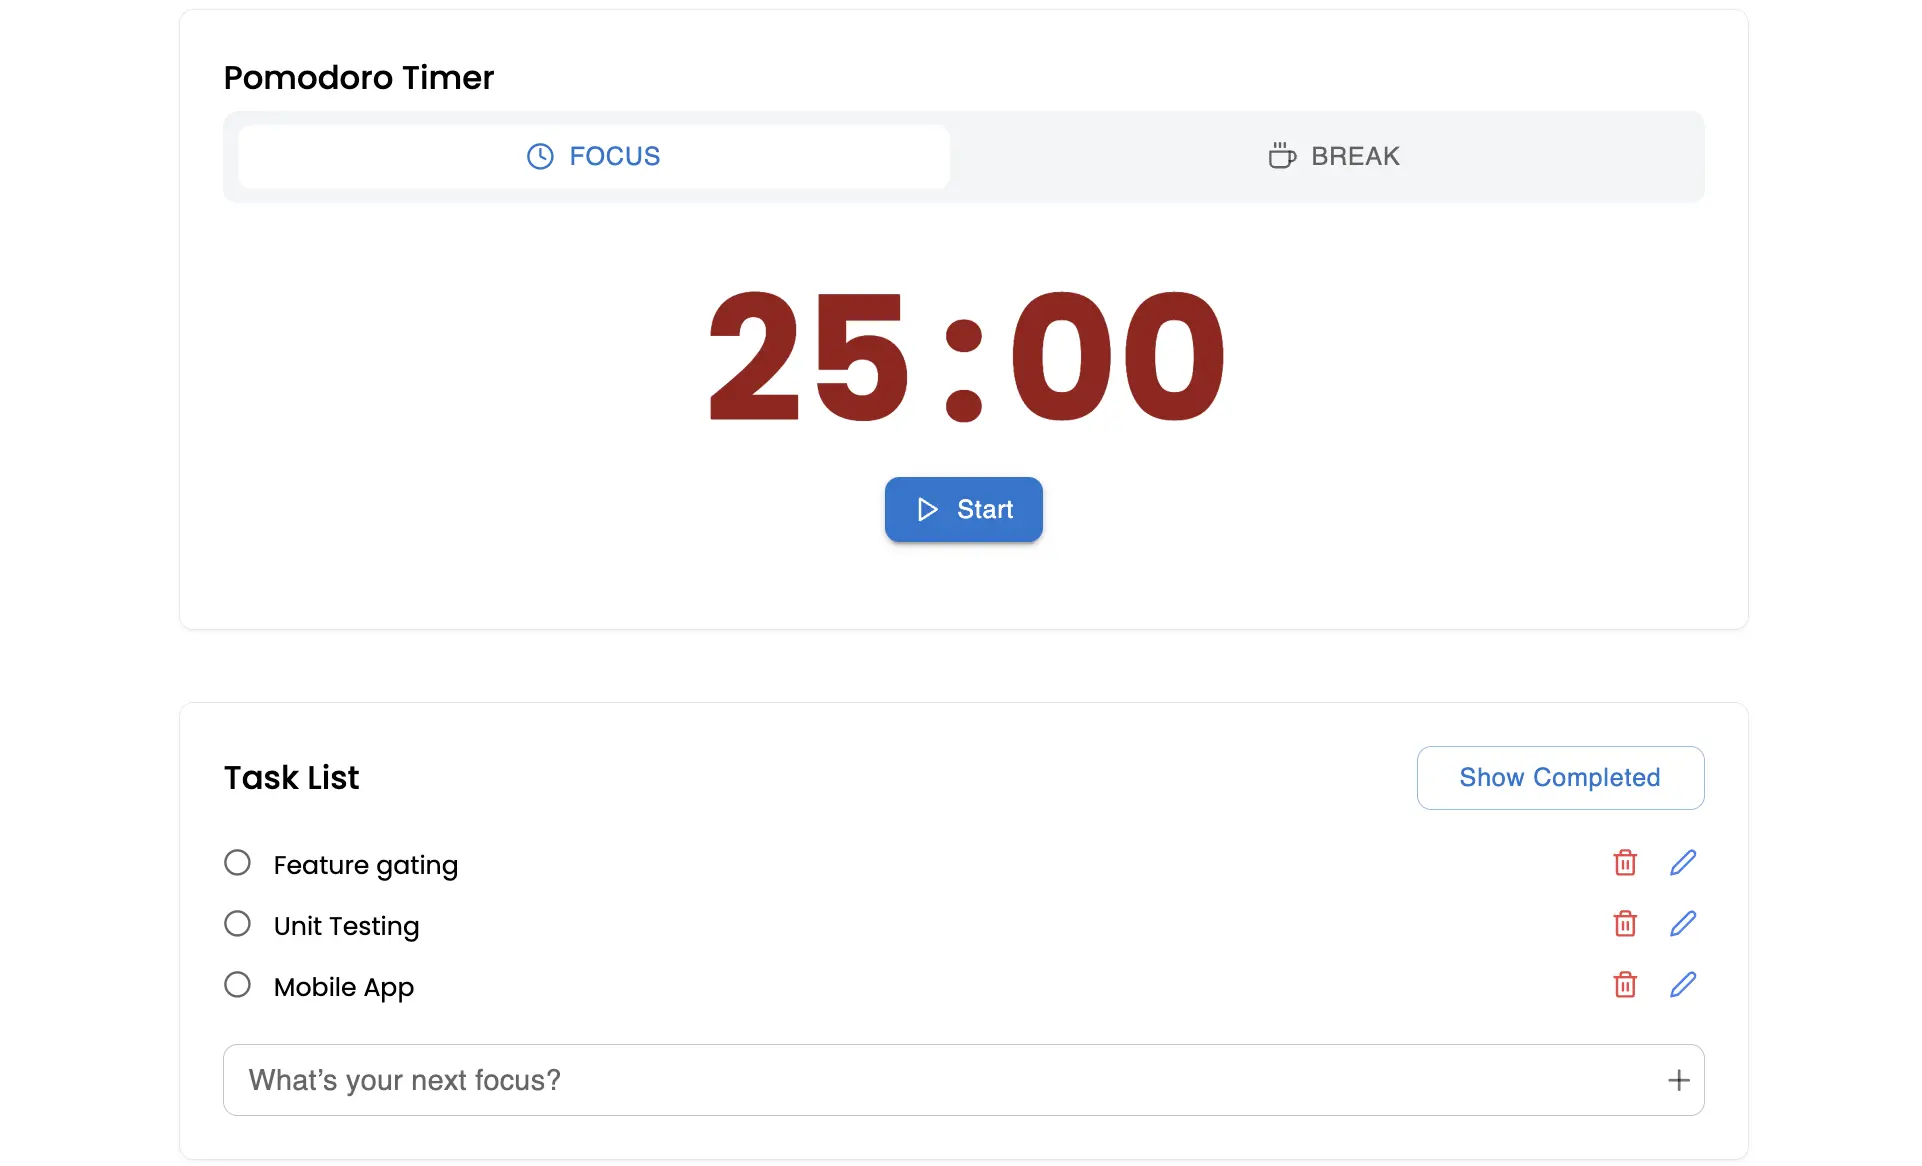 Pomodoro Timer
FOCUS
BREAK
25:00
Start
Task List
Show Completed
Feature gating
Unit Testing
Mobile App
What’s your next focus?